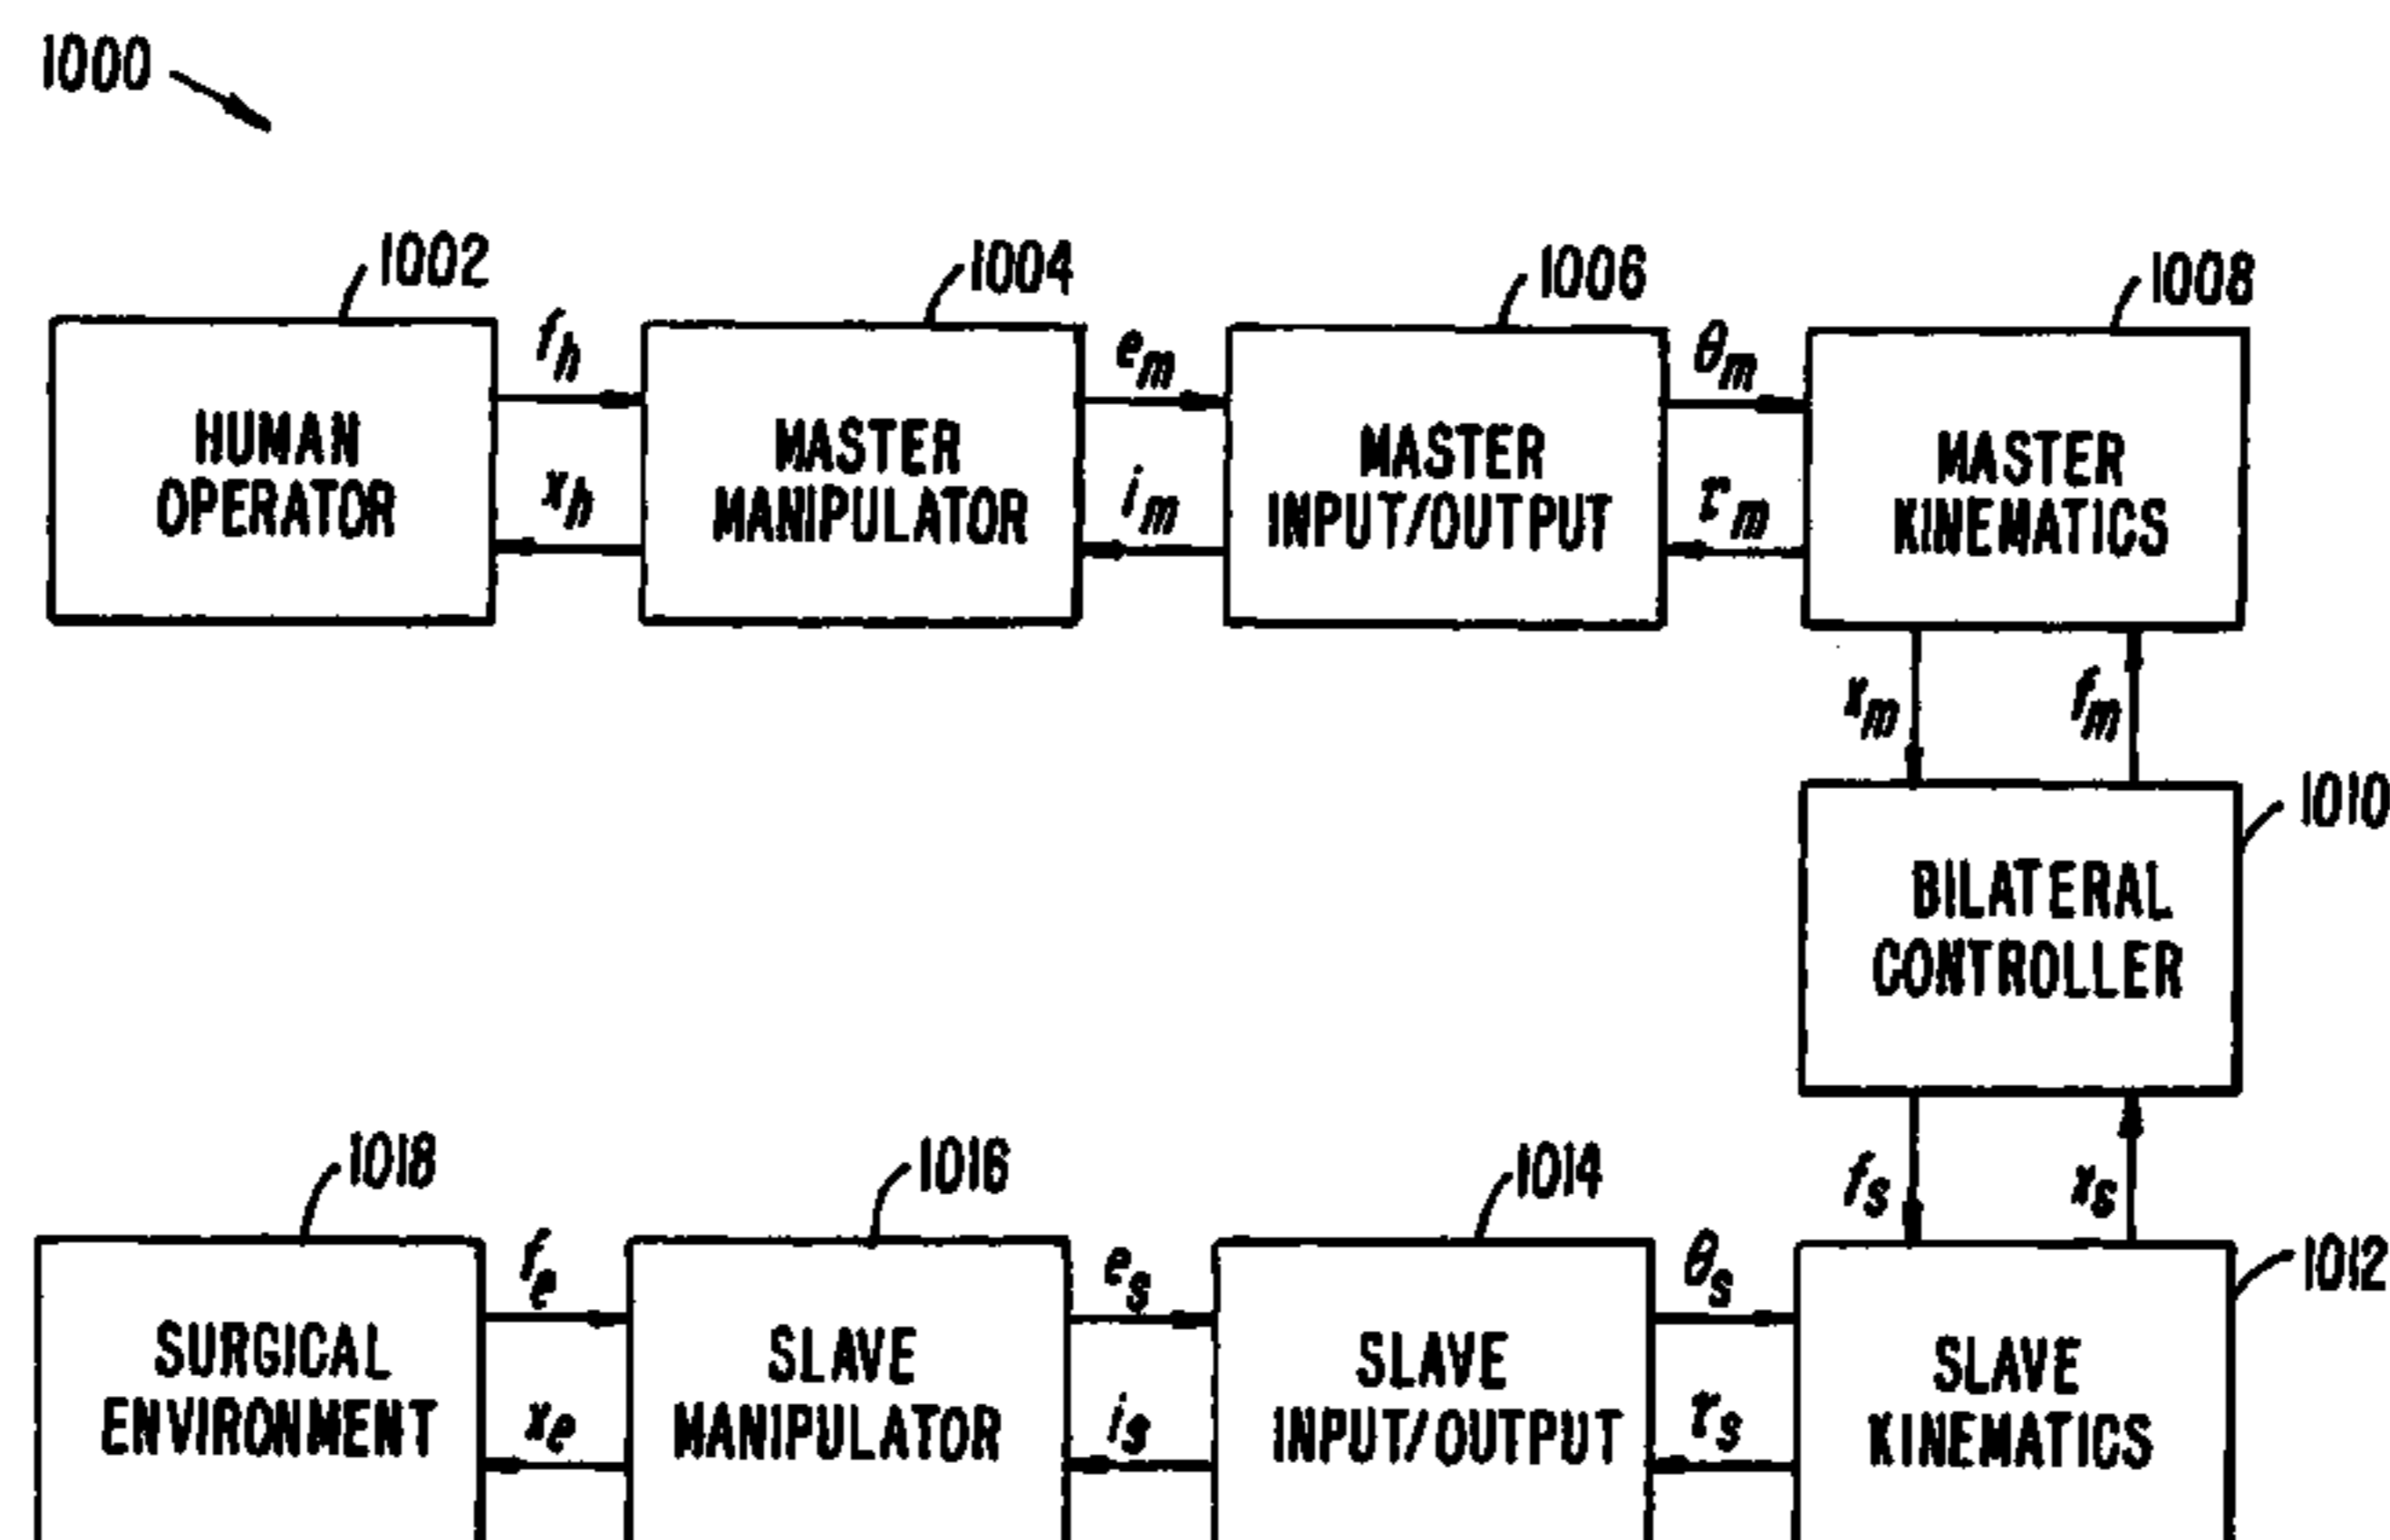 1000
1002
1004
1006
1008
f_h
e_m
θ_m
HUMAN
OPERATOR
MASTER
MANIPULATOR
MASTER
INPUT/OUTPUT
MASTER
KINEMATICS
x_h
i_m
τ_m
x_m
f_m
1010
BILATERAL
CONTROLLER
f_s
x_s
1018
1016
1014
1012
f_e
e_s
θ_s
SURGICAL
ENVIRONMENT
SLAVE
MANIPULATOR
SLAVE
INPUT/OUTPUT
SLAVE
KINEMATICS
x_e
i_s
τ_s